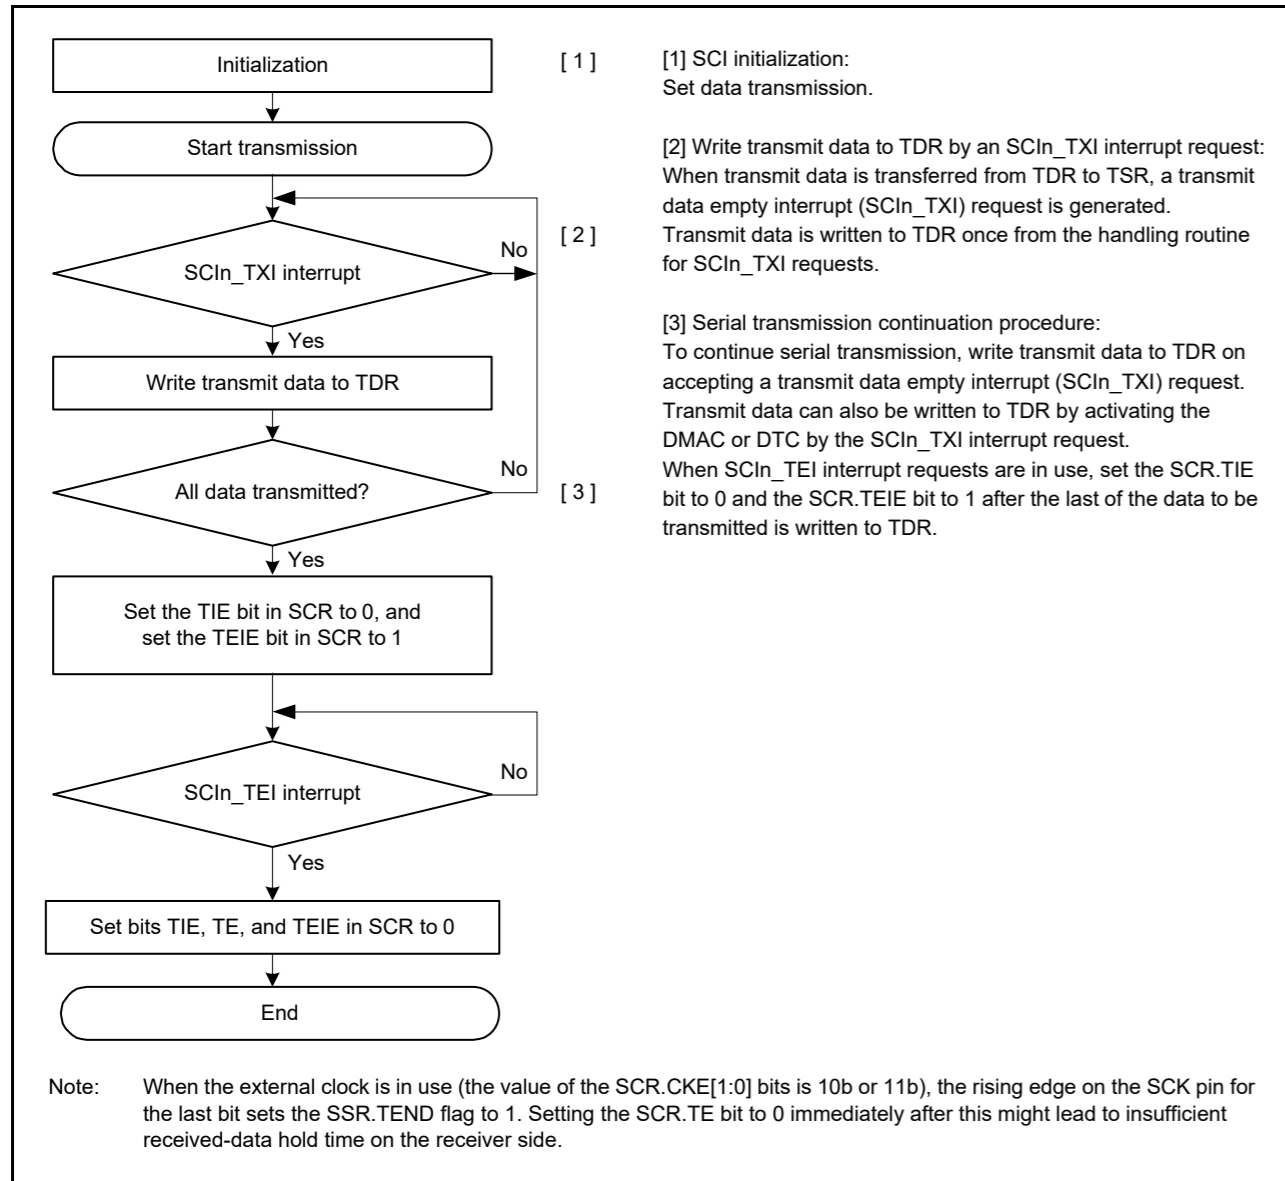 Initialization
[ 1 ]
[1] SCI initialization:
Set data transmission.
Start transmission
[2] Write transmit data to TDR by an SCIn_TXI interrupt request:
When transmit data is transferred from TDR to TSR, a transmit
data empty interrupt (SCIn_TXI) request is generated.
Transmit data is written to TDR once from the handling routine
for SCIn_TXI requests.
[ 2 ]
No
SCIn_TXI interrupt
Yes
[3] Serial transmission continuation procedure:
To continue serial transmission, write transmit data to TDR on
accepting a transmit data empty interrupt (SCIn_TXI) request.
Transmit data can also be written to TDR by activating the
DMAC or DTC by the SCIn_TXI interrupt request.
When SCIn_TEI interrupt requests are in use, set the SCR.TIE
bit to 0 and the SCR.TEIE bit to 1 after the last of the data to be
transmitted is written to TDR.
Write transmit data to TDR
No
All data transmitted?
[ 3 ]
Yes
Set the TIE bit in SCR to 0, and
set the TEIE bit in SCR to 1
No
SCIn_TEI interrupt
Yes
Set bits TIE, TE, and TEIE in SCR to 0
End
Note: When the external clock is in use (the value of the SCR.CKE[1:0] bits is 10b or 11b), the rising edge on the SCK pin for
the last bit sets the SSR.TEND flag to 1. Setting the SCR.TE bit to 0 immediately after this might lead to insufficient
received-data hold time on the receiver side.